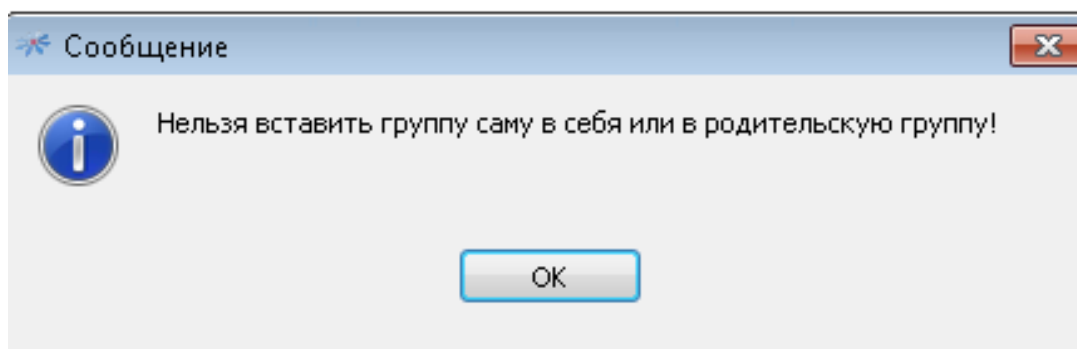 Сообщение
Нельзя вставить группу саму в себя или в родительскую группу!
OK